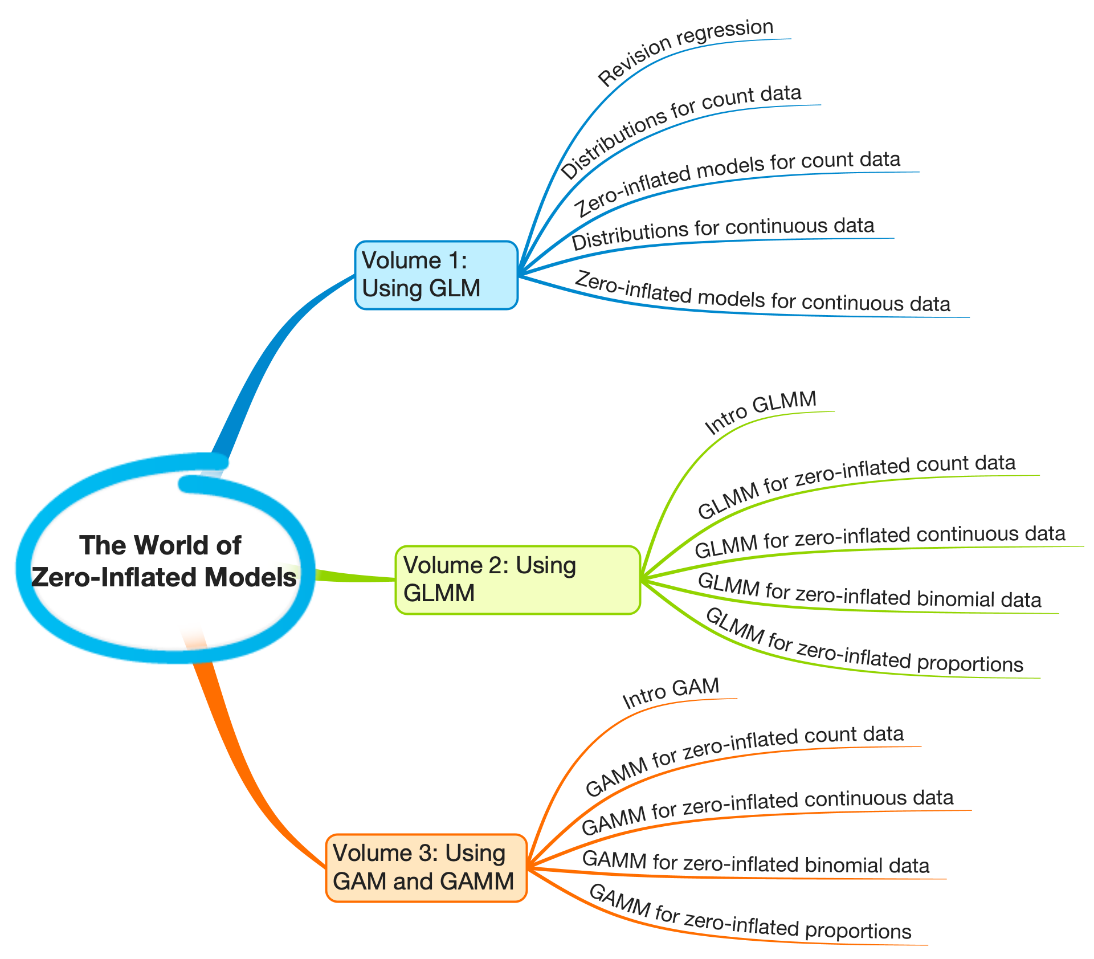 Revision regression
Distributions for count data
Zero-inflated models for count data
Distributions for continuous data
Zero-inflated models for continuous data
Volume 1:
Using GLM
The World of
Zero-Inflated Models
Intro GLMM
GLMM for zero-inflated count data
GLMM for zero-inflated continuous data
GLMM for zero-inflated binomial data
GLMM for zero-inflated proportions
Volume 2: Using
GLMM
Intro GAM
GAMM for zero-inflated count data
GAMM for zero-inflated continuous data
GAMM for zero-inflated binomial data
GAMM for zero-inflated proportions
Volume 3: Using
GAM and GAMM